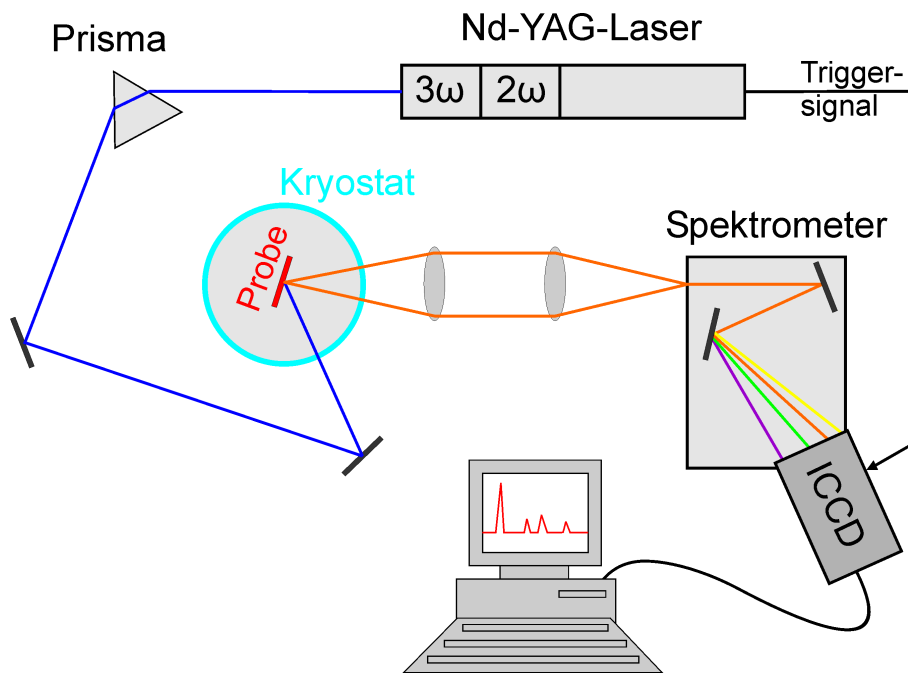 Nd-YAG-Laser
Prisma
3ω
2ω
Trigger-
signal
Kryostat
Probe
Spektrometer
ICCD